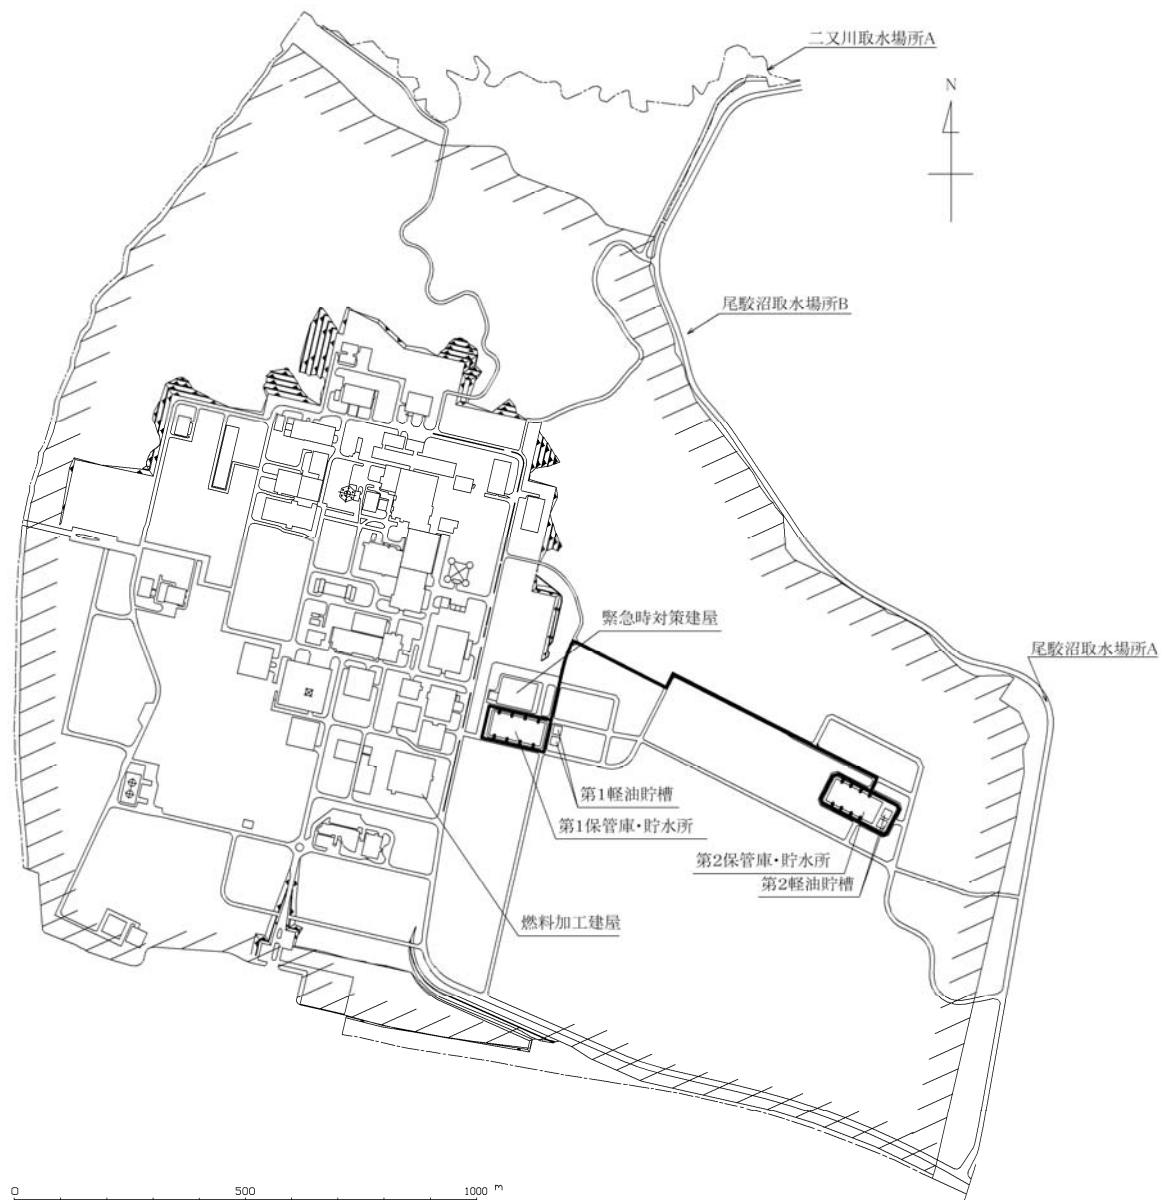 二又川取水場所A
N
尾駮沼取水場所B
緊急時対策建屋
尾駮沼取水場所A
第1軽油貯槽
第1保管庫・貯水所
第2保管庫・貯水所
第2軽油貯槽
燃料加工建屋
0 500 1000 m